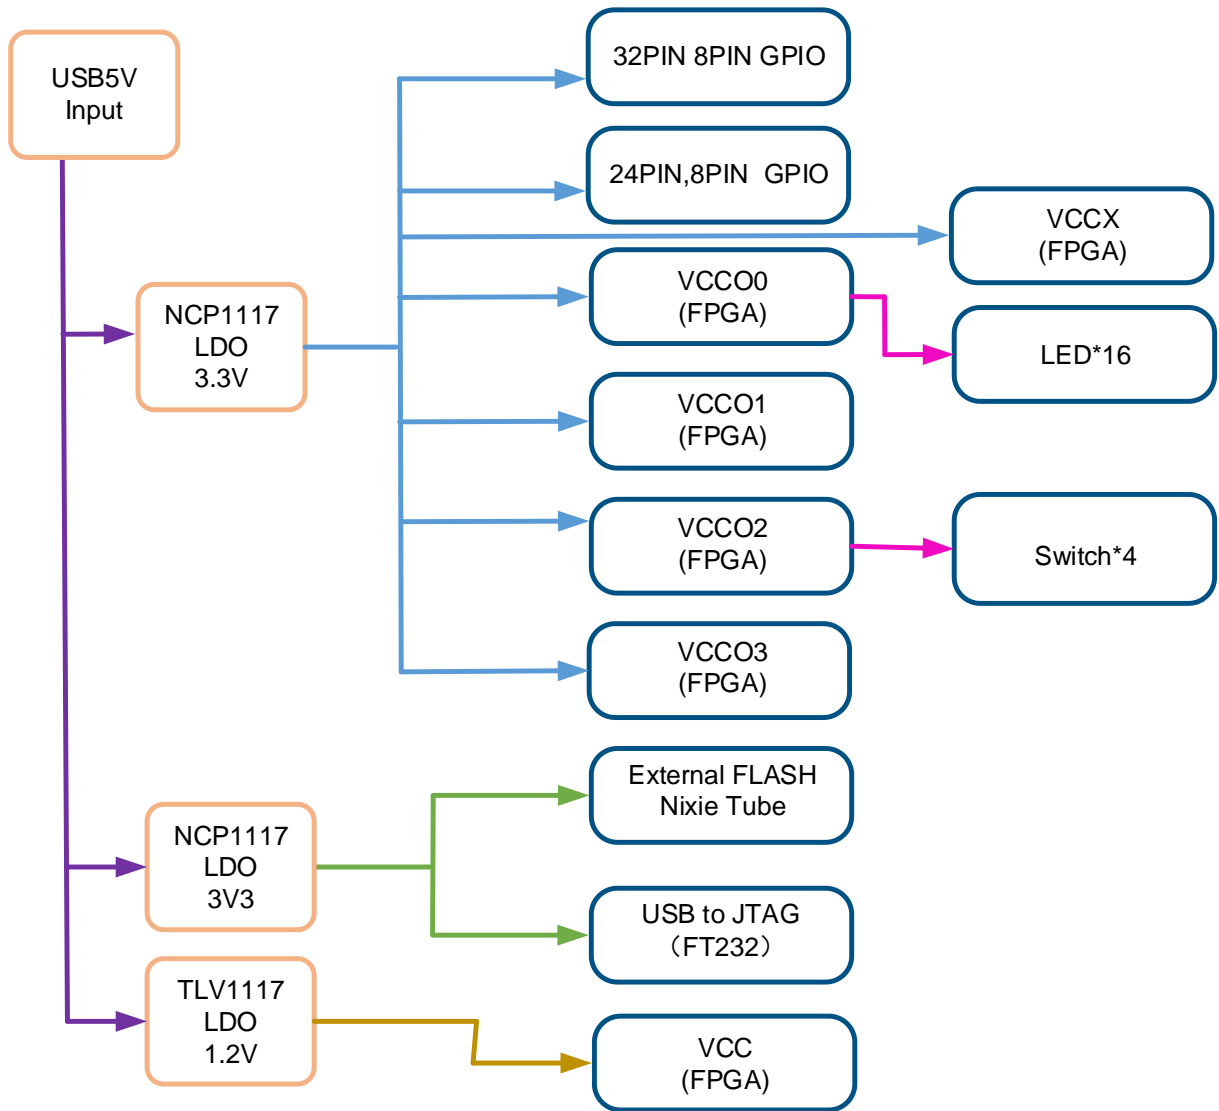 USB5V
Input
32PIN 8PIN GPIO
24PIN,8PIN  GPIO
VCCX
(FPGA)
NCP1117
LDO
3.3V
VCCO0
(FPGA)
LED*16
VCCO1
(FPGA)
VCCO2
(FPGA)
Switch*4
VCCO3
(FPGA)
External FLASH
Nixie Tube
NCP1117
LDO
3V3
USB to JTAG
（FT232）
TLV1117
LDO
1.2V
VCC
(FPGA)